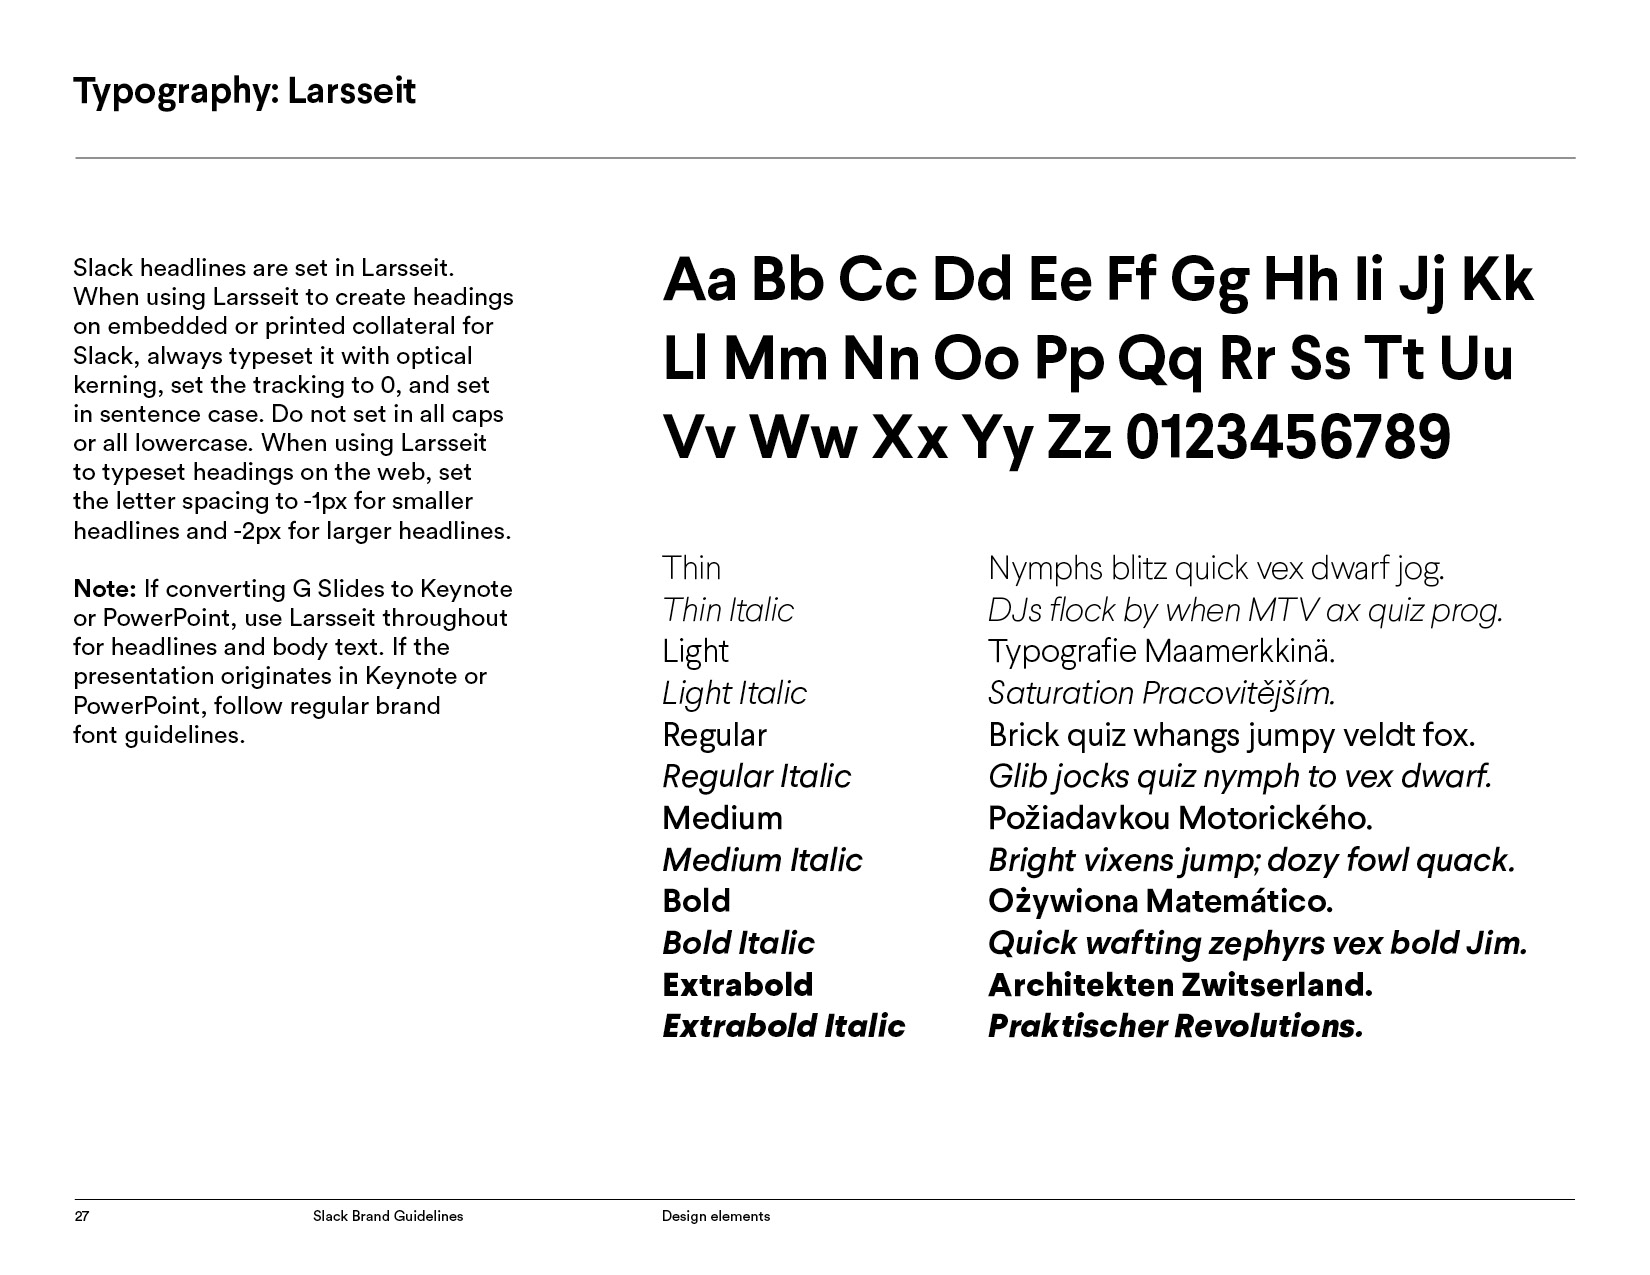 Typography: Larsseit
Slack headlines are set in Larsseit.
When using Larsseit to create headings
on embedded or printed collateral for
Slack, always typeset it with optical
kerning, set the tracking to 0, and set
in sentence case. Do not set in all caps
or all lowercase. When using Larsseit
to typeset headings on the web, set
the letter spacing to -1px for smaller
headlines and -2px for larger headlines.
Note: If converting G Slides to Keynote
or PowerPoint, use Larsseit throughout
for headlines and body text. If the
presentation originates in Keynote or
PowerPoint, follow regular brand
font guidelines.
Aa Bb Cc Dd Ee Ff Gg Hh Ii Jj Kk
Ll Mm Nn Oo Pp Qq Rr Ss Tt Uu
Vv Ww Xx Yy Zz 0123456789
Thin Nymphs blitz quick vex dwarf jog.
Thin Italic DJs flock by when MTV ax quiz prog.
Light Typografie Maamerkkinä.
Light Italic Saturation Pracovitějším.
Regular Brick quiz whangs jumpy veldt fox.
Regular Italic Glib jocks quiz nymph to vex dwarf.
Medium Požiadavkou Motorického.
Medium Italic Bright vixens jump; dozy fowl quack.
Bold Ożywiona Matemático.
Bold Italic Quick wafting zephyrs vex bold Jim.
Extrabold Architekten Zwitserland.
Extrabold Italic Praktischer Revolutions.
27 Slack Brand Guidelines Design elements